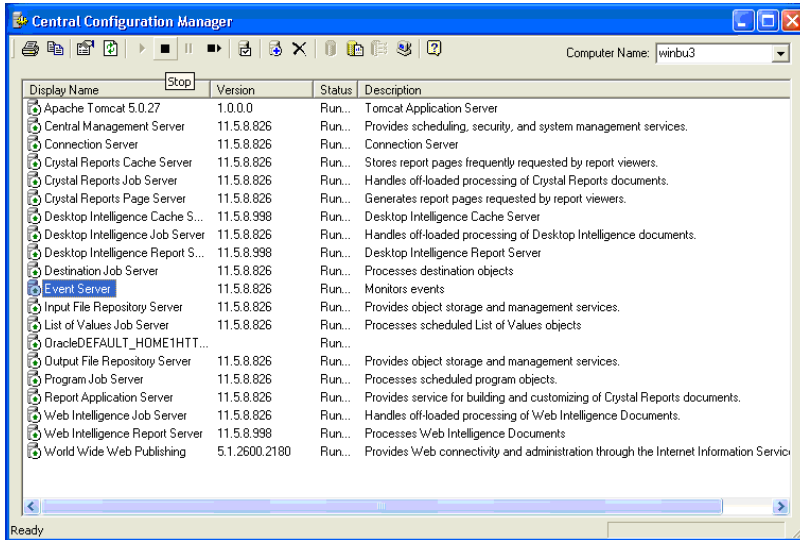 Central Configuration Manager
Computer Name: winbu3
Stop
Display Name Version Status Description
Apache Tomcat 5.0.27 1.0.0.0 Run... Tomcat Application Server
Central Management Server 11.5.8.826 Run... Provides scheduling, security, and system management services.
Connection Server 11.5.8.826 Run... Connection Server
Crystal Reports Cache Server 11.5.8.826 Run... Stores report pages frequently requested by report viewers.
Crystal Reports Job Server 11.5.8.826 Run... Handles off-loaded processing of Crystal Reports documents.
Crystal Reports Page Server 11.5.8.826 Run... Generates report pages requested by report viewers.
Desktop Intelligence Cache S... 11.5.8.998 Run... Desktop Intelligence Cache Server
Desktop Intelligence Job Server 11.5.8.826 Run... Handles off-loaded processing of Desktop Intelligence documents.
Desktop Intelligence Report S... 11.5.8.998 Run... Desktop Intelligence Report Server
Destination Job Server 11.5.8.826 Run... Processes destination objects
Event Server 11.5.8.826 Run... Monitors events
Input File Repository Server 11.5.8.826 Run... Provides object storage and management services.
List of Values Job Server 11.5.8.826 Run... Processes scheduled List of Values objects
OracleDEFAULT_HOME1HTT... Run...
Output File Repository Server 11.5.8.826 Run... Provides object storage and management services.
Program Job Server 11.5.8.826 Run... Processes scheduled program objects.
Report Application Server 11.5.8.826 Run... Provides service for building and customizing of Crystal Reports documents.
Web Intelligence Job Server 11.5.8.826 Run... Handles off-loaded processing of Web Intelligence Documents.
Web Intelligence Report Server 11.5.8.998 Run... Processes Web Intelligence Documents
World Wide Web Publishing 5.1.2600.2180 Run... Provides Web connectivity and administration through the Internet Information Servic
Ready